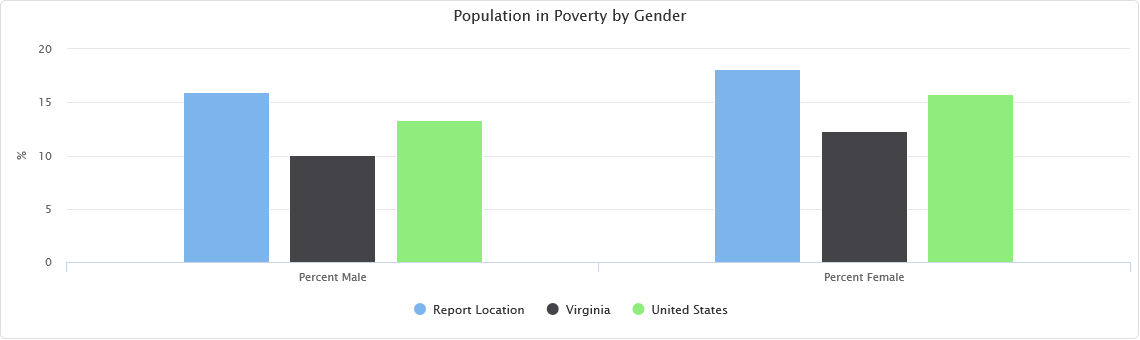 Population in Poverty by Gender
20
15
10
5
0
%
Percent Male
Percent Female
Report Location
Virginia
United States